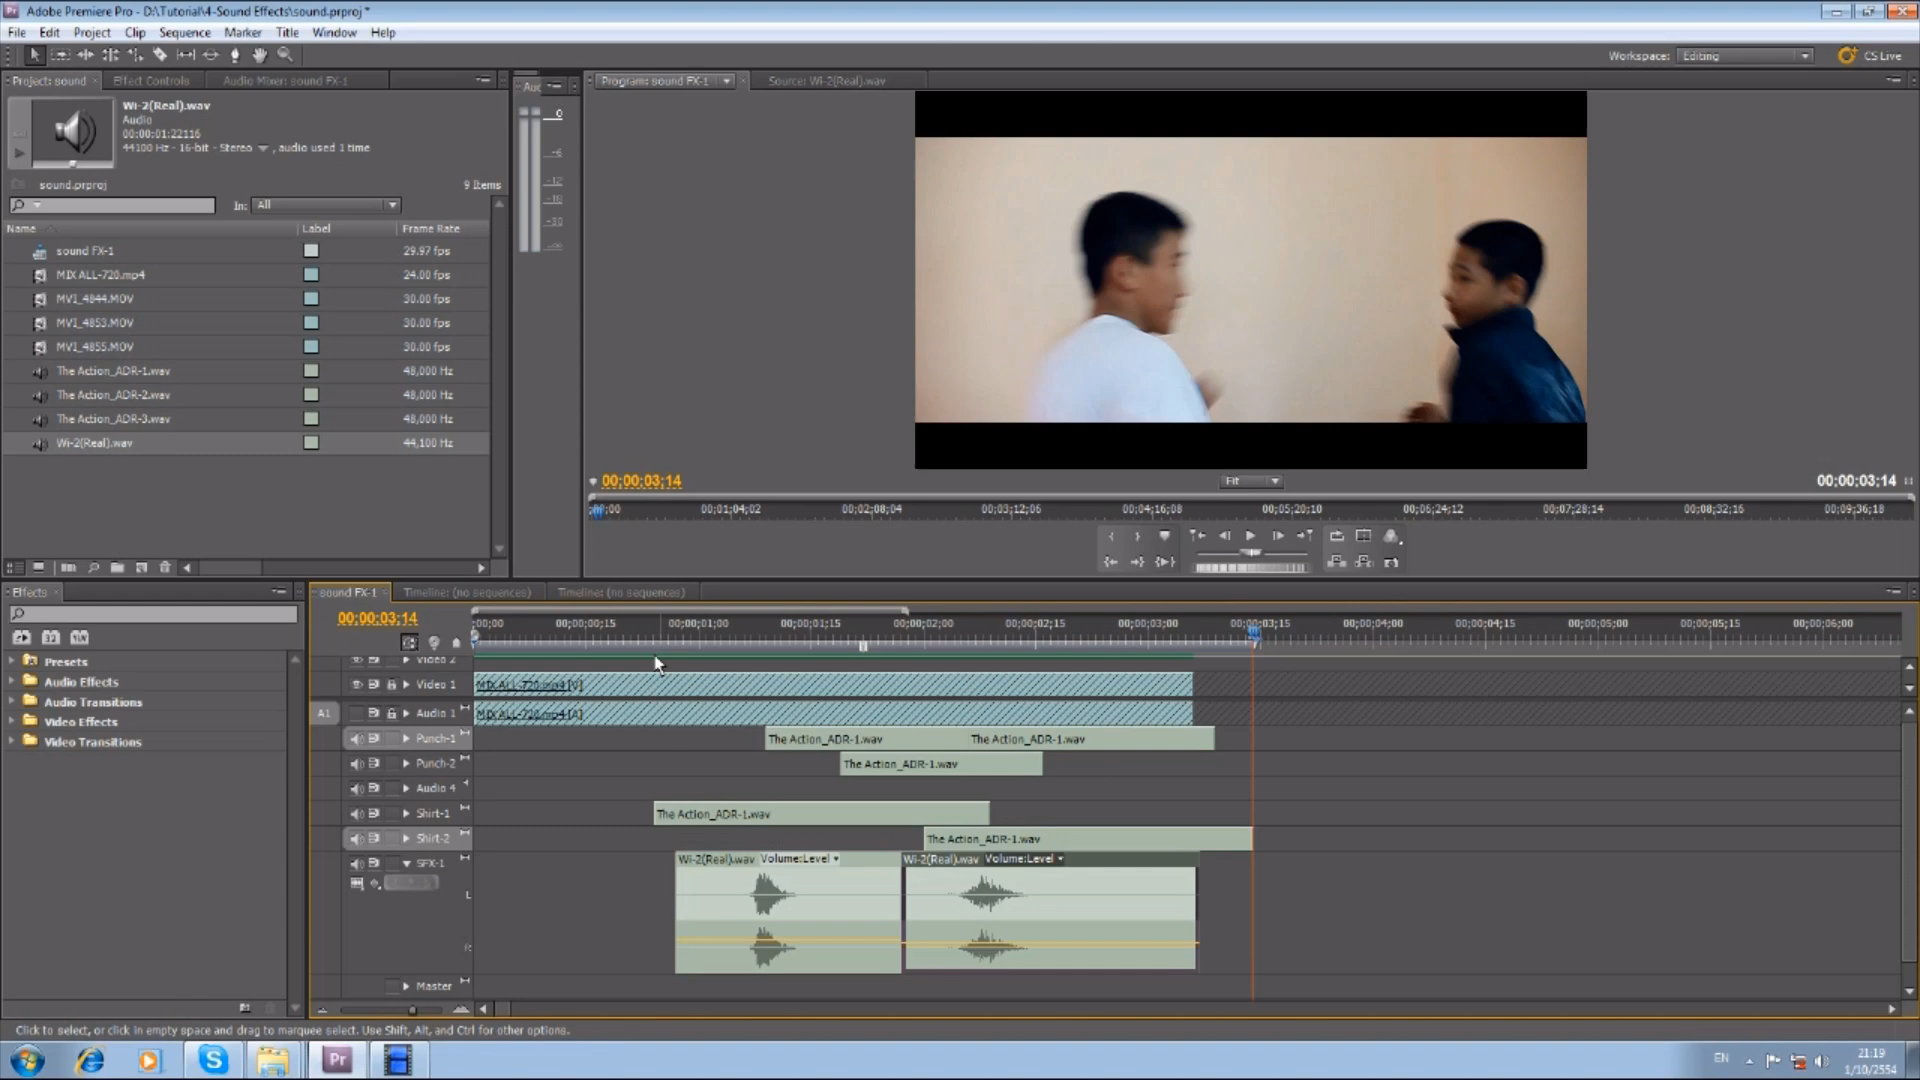 Adobe Premiere Pro - D:\Tutorial\4-Sound Effects\sound.prproj *
File Edit Project Clip Sequence Marker Title Window Help
Workspace: Editing CS Live
Project: sound Effect Controls Audio Mixer: sound FX-1
Program: sound FX-1 Source: Wi-2(Real).wav
Wi-2(Real).wav
Audio
00:00:01:22116
44100 Hz - 16-bit - Stereo , audio used 1 time
sound.prproj 9 Items
In: All
Name Label Frame Rate
sound FX-1 29.97 fps
MIX ALL-720.mp4 24.00 fps
MVI_4844.MOV 30.00 fps
MVI_4853.MOV 30.00 fps
MVI_4855.MOV 30.00 fps
The Action_ADR-1.wav 48,000 Hz
The Action_ADR-2.wav 48,000 Hz
The Action_ADR-3.wav 48,000 Hz
Wi-2(Real).wav 44,100 Hz
0
-6
-12
-18
-30
00;00;03;14 Fit 00;00;03;14
00;01;04;02 00;02;08;04 00;03;12;06 00;04;16;08 00;05;20;10 00;06;24;12 00;07;28;14 00;08;32;16 00;09;36;18
Effects
Presets
Audio Effects
Audio Transitions
Video Effects
Video Transitions
sound FX-1 Timeline: (no sequences) Timeline: (no sequences)
00;00;03;14
;00;00 00;00;00;15 00;00;01;00 00;00;01;15 00;00;02;00 00;00;02;15 00;00;03;00 00;00;03;15 00;00;04;00 00;00;04;15 00;00;05;00 00;00;05;15 00;00;06;00
Video 2
Video 1 MIX ALL-720.mp4 [V]
A1 Audio 1 MIX ALL-720.mp4 [A]
Punch-1 The Action_ADR-1.wav The Action_ADR-1.wav
Punch-2 The Action_ADR-1.wav
Audio 4
Shirt-1 The Action_ADR-1.wav
Shirt-2 The Action_ADR-1.wav
SFX-1 Wi-2(Real).wav Volume:Level Wi-2(Real).wav Volume:Level
L
R
Master
Click to select, or click in empty space and drag to marquee select. Use Shift, Alt, and Ctrl for other options.
Pr
EN 21:19
1/10/2554